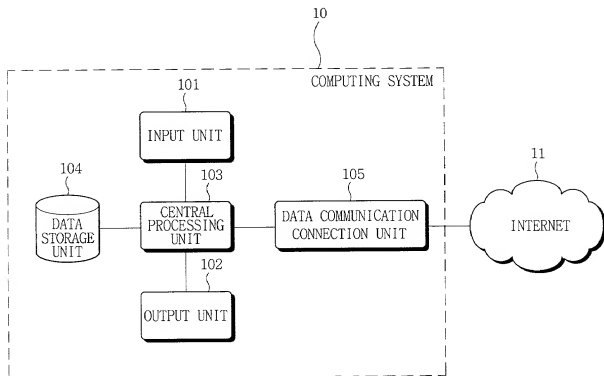 10
COMPUTING SYSTEM
101
INPUT UNIT
104
DATA
STORAGE
UNIT
103
CENTRAL
PROCESSING
UNIT
105
DATA COMMUNICATION
CONNECTION UNIT
11
INTERNET
102
OUTPUT UNIT